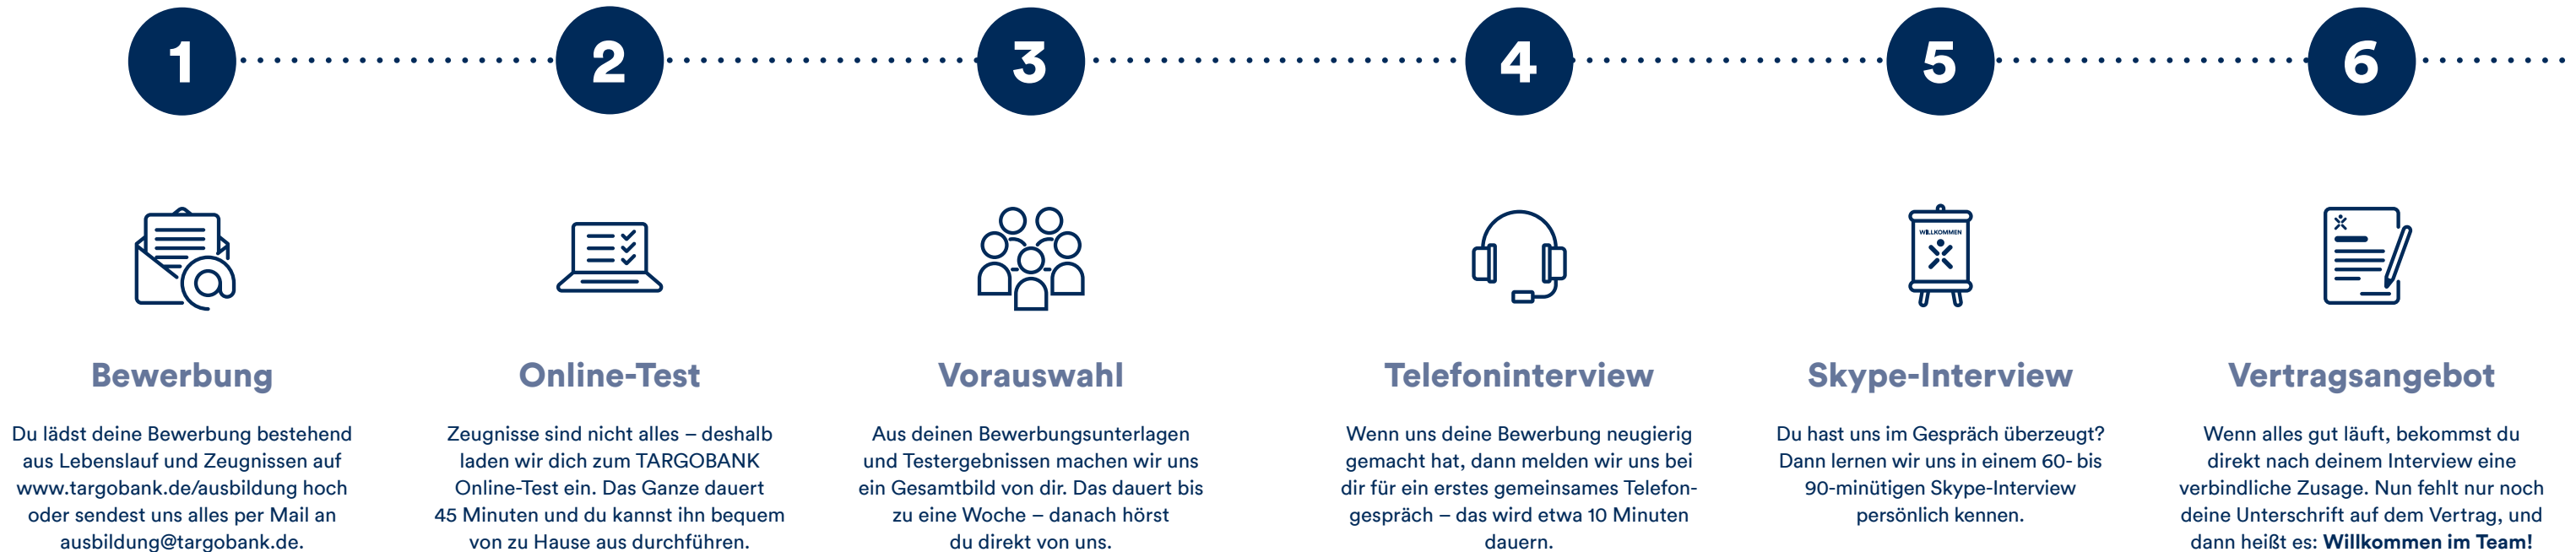 1
2
3
4
5
6
WILLKOMMEN
Bewerbung
Du lädst deine Bewerbung bestehend
aus Lebenslauf und Zeugnissen auf
www.targobank.de/ausbildung hoch
oder sendest uns alles per Mail an
ausbildung@targobank.de.
Online-Test
Zeugnisse sind nicht alles – deshalb
laden wir dich zum TARGOBANK
Online-Test ein. Das Ganze dauert
45 Minuten und du kannst ihn bequem
von zu Hause aus durchführen.
Vorauswahl
Aus deinen Bewerbungsunterlagen
und Testergebnissen machen wir uns
ein Gesamtbild von dir. Das dauert bis
zu eine Woche – danach hörst
du direkt von uns.
Telefoninterview
Wenn uns deine Bewerbung neugierig
gemacht hat, dann melden wir uns bei
dir für ein erstes gemeinsames Telefon-
gespräch – das wird etwa 10 Minuten
dauern.
Skype-Interview
Du hast uns im Gespräch überzeugt?
Dann lernen wir uns in einem 60- bis
90-minütigen Skype-Interview
persönlich kennen.
Vertragsangebot
Wenn alles gut läuft, bekommst du
direkt nach deinem Interview eine
verbindliche Zusage. Nun fehlt nur noch
deine Unterschrift auf dem Vertrag, und
dann heißt es: Willkommen im Team!